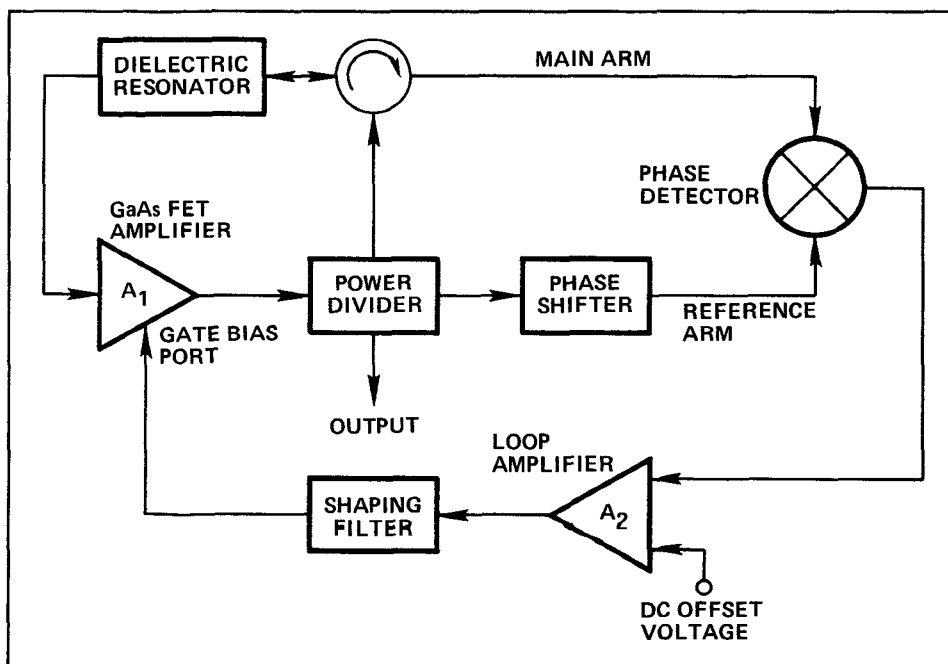 DIELECTRIC
RESONATOR
MAIN ARM
PHASE
DETECTOR
GaAs FET
AMPLIFIER
A1
GATE BIAS
PORT
POWER
DIVIDER
PHASE
SHIFTER
REFERENCE
ARM
OUTPUT
LOOP
AMPLIFIER
SHAPING
FILTER
A2
DC OFFSET
VOLTAGE